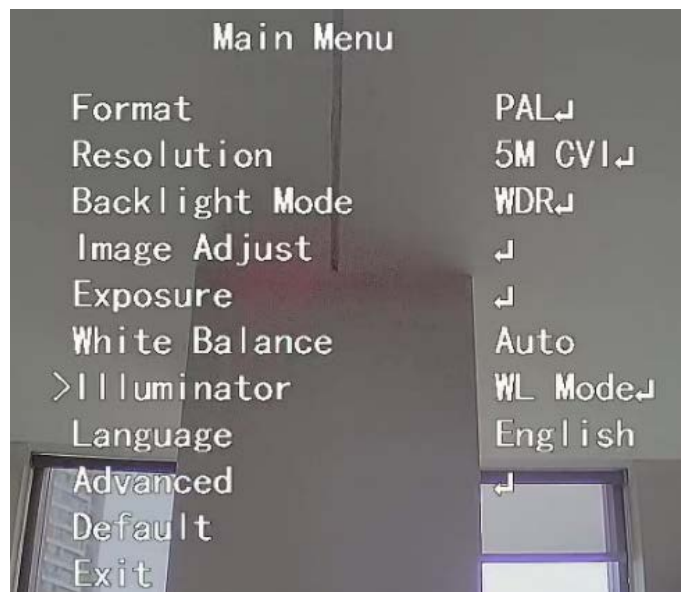 Main Menu
Format PAL↲
Resolution 5M CVI↲
Backlight Mode WDR↲
Image Adjust ↲
Exposure ↲
White Balance Auto
>Illuminator WL Mode↲
Language English
Advanced ↲
Default
Exit